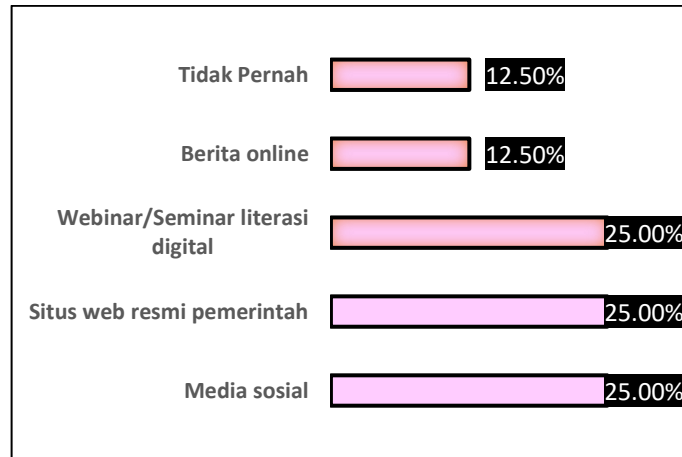 Tidak Pernah 12.50%
Berita online 12.50%
Webinar/Seminar literasi
digital 25.00%
Situs web resmi pemerintah 25.00%
Media sosial 25.00%